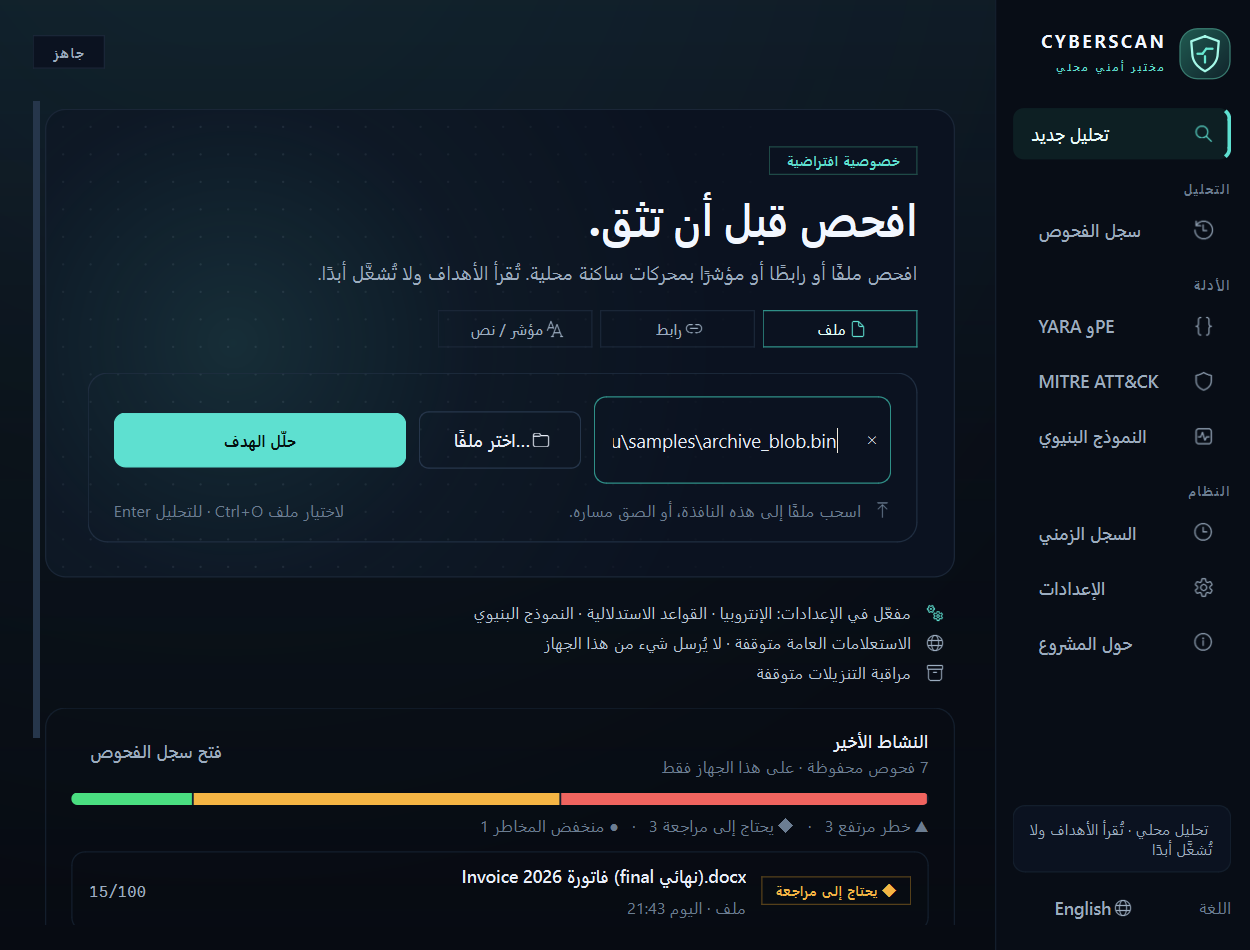 CYBERSCAN
مختبر أمني محلي
تحليل جديد
التحليل
سجل الفحوص
الأدلة
YARA وPE
MITRE ATT&CK
النموذج البنيوي
النظام
السجل الزمني
الإعدادات
حول المشروع
تحليل محلي · تُقرأ الأهداف ولا
تُشغَّل أبدًا
اللغة
English
جاهز
خصوصية افتراضية
افحص قبل أن تثق.
افحص ملفًا أو رابطًا أو مؤشرًا بمحركات ساكنة محلية. تُقرأ الأهداف ولا تُشغَّل أبدًا.
ملف
رابط
مؤشر / نص
u\samples\archive_blob.bin
اختر ملفًا...
حلّل الهدف
اسحب ملفًا إلى هذه النافذة، أو الصق مساره.
Enter للتحليل · Ctrl+O لاختيار ملف
مفعّل في الإعدادات: الإنتروبيا · القواعد الاستدلالية · النموذج البنيوي
الاستعلامات العامة متوقفة · لا يُرسل شيء من هذا الجهاز
مراقبة التنزيلات متوقفة
النشاط الأخير
فتح سجل الفحوص
7 فحوص محفوظة · على هذا الجهاز فقط
▲ خطر مرتفع 3 · ◆ يحتاج إلى مراجعة 3 · ● منخفض المخاطر 1
◆ يحتاج إلى مراجعة
Invoice 2026 فاتورة (final نهائي).docx
15/100
ملف · اليوم 21:43